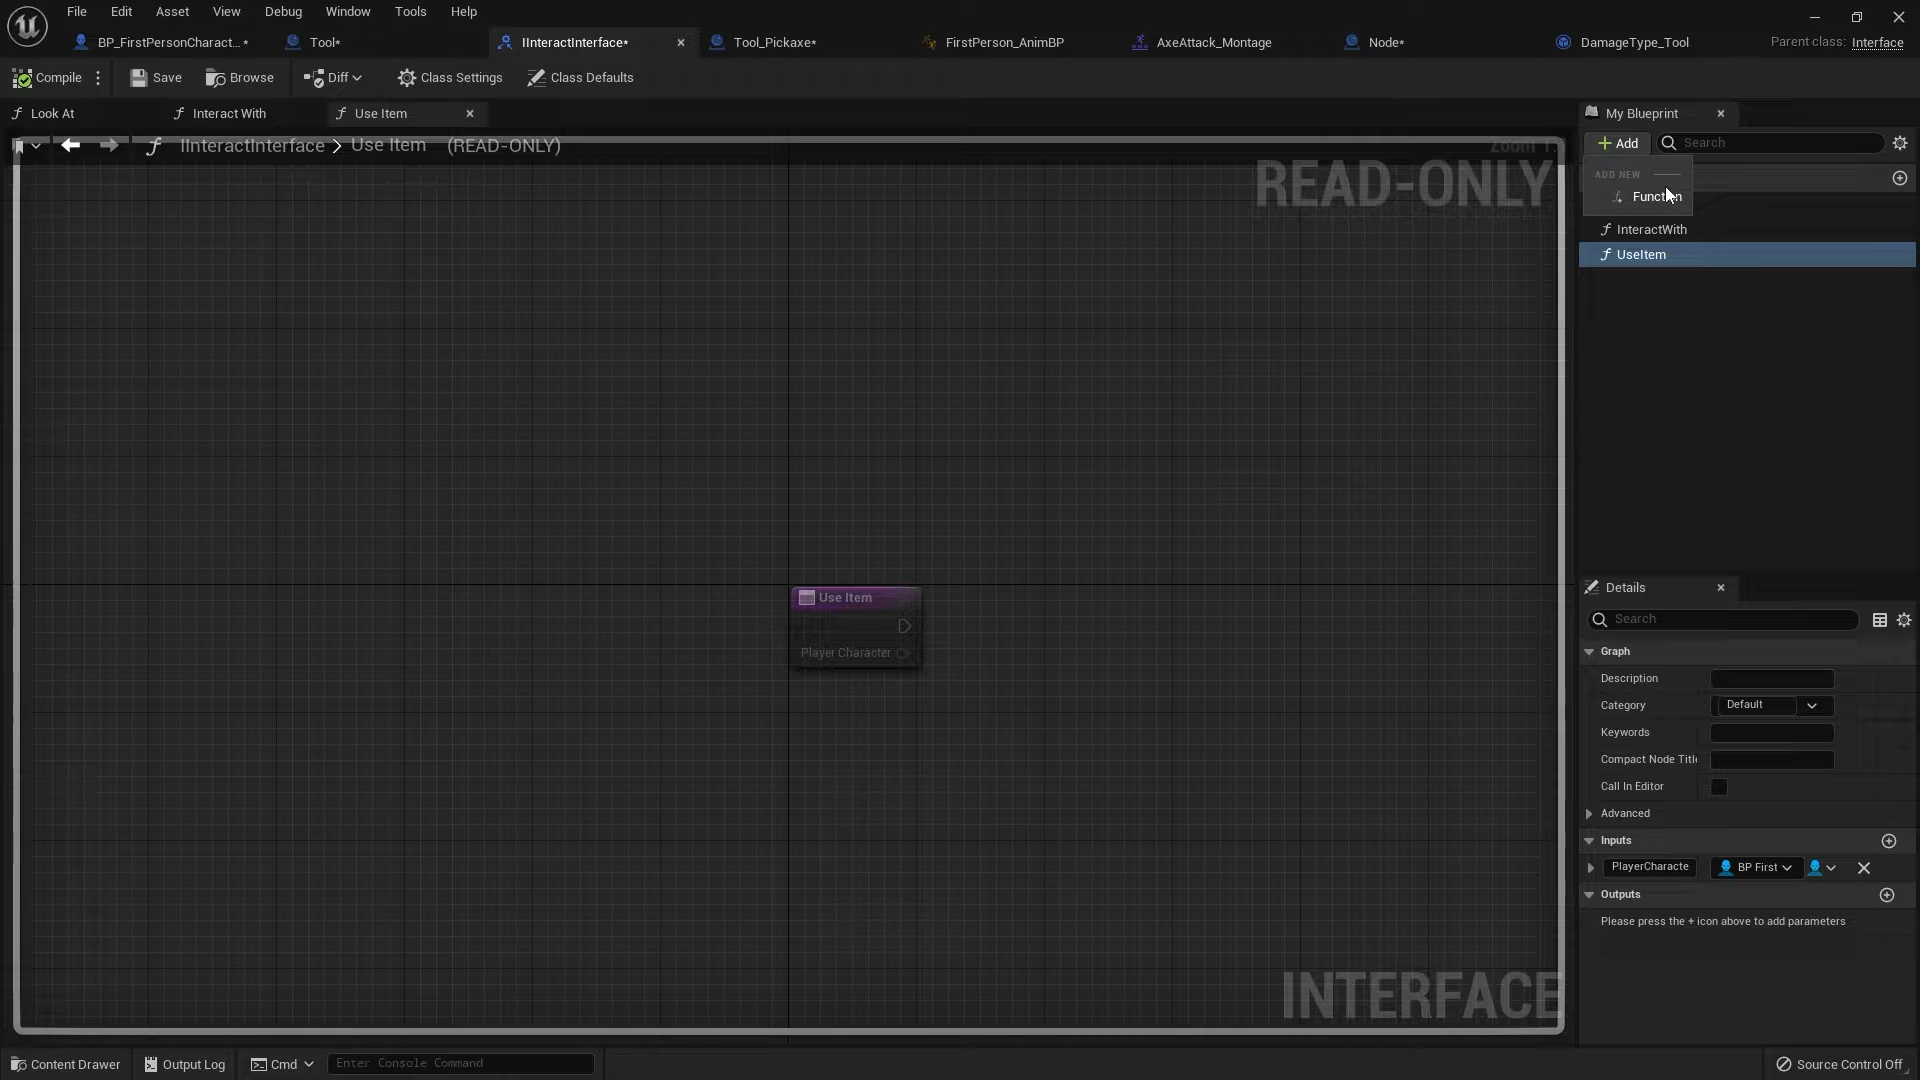 File Edit Asset View Debug Window Tools Help
BP_FirstPersonCharact...* Tool* IInteractInterface* Tool_Pickaxe* FirstPerson_AnimBP AxeAttack_Montage Node* DamageType_Tool Parent class: Interface
Compile Save Browse Diff Class Settings Class Defaults
Look At Interact With Use Item My Blueprint
IInteractInterface > Use Item (READ-ONLY) Zoom 1: + Add Search
READ-ONLY
ADD NEW
Function
InteractWith
UseItem
Details
Use Item
Search
Player Character
Graph
Description
Category Default
Keywords
Compact Node Titl
Call In Editor
Advanced
Inputs
PlayerCharacte BP First
Outputs
Please press the + icon above to add parameters
INTERFACE
Content Drawer Output Log Cmd Enter Console Command Source Control Off